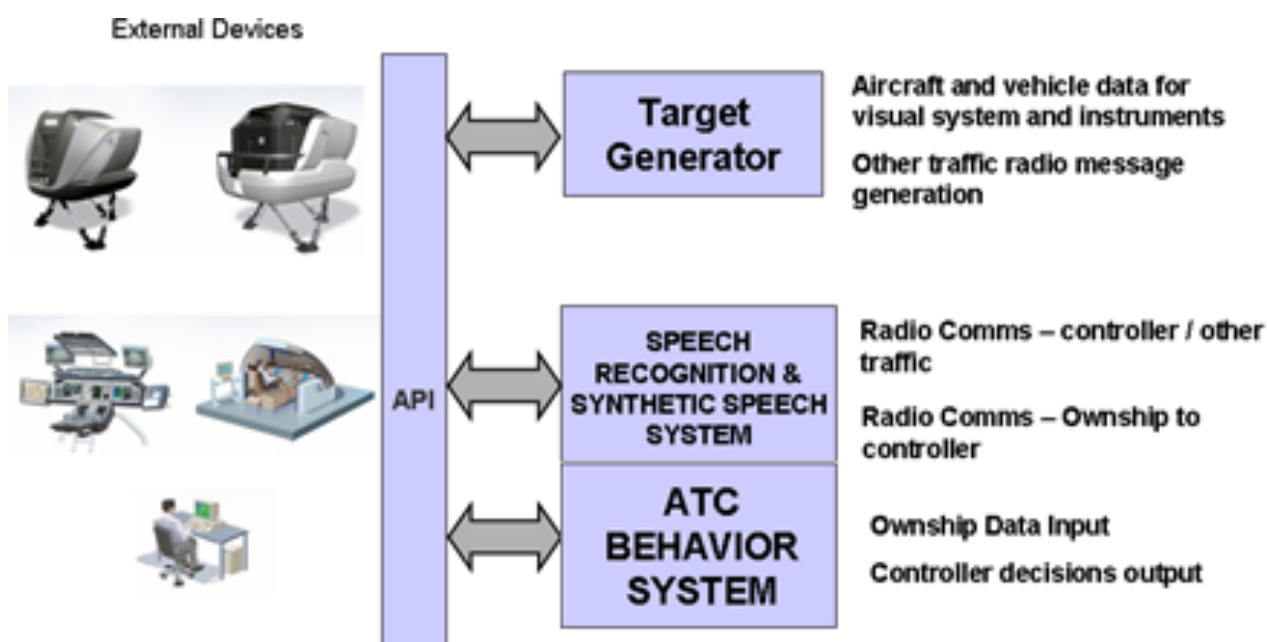 External Devices
API
Target
Generator
Aircraft and vehicle data for
visual system and instruments
Other traffic radio message
generation
SPEECH
RECOGNITION &
SYNTHETIC SPEECH
SYSTEM
Radio Comms – controller / other
traffic
Radio Comms – Ownship to
controller
ATC
BEHAVIOR
SYSTEM
Ownship Data Input
Controller decisions output